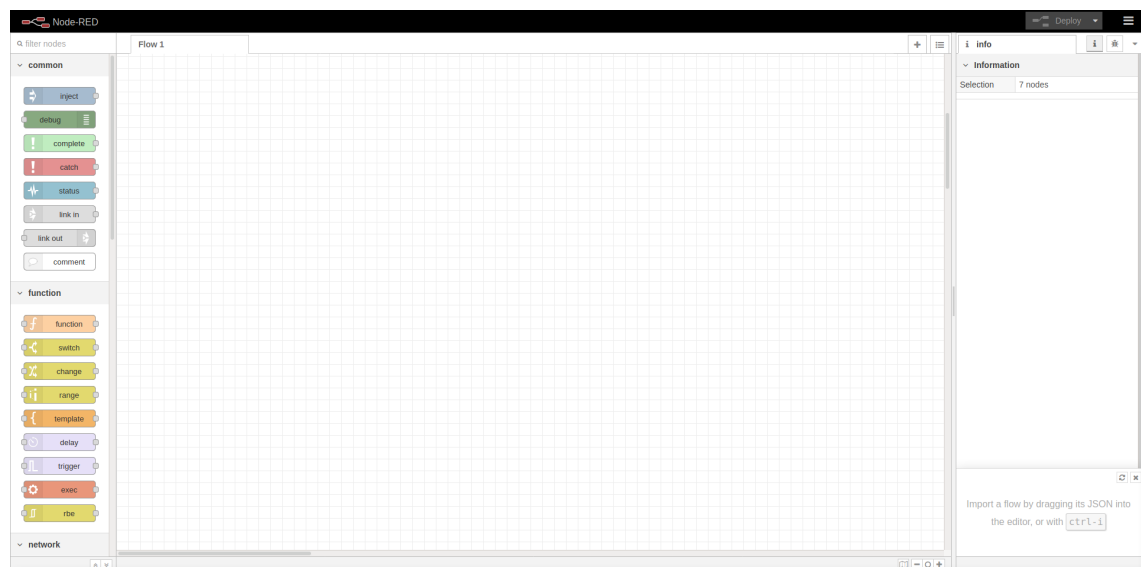 Node-RED
Deploy
filter nodes
Flow 1
info
common
Information
Selection 7 nodes
inject
debug
complete
catch
status
link in
link out
comment
function
function
switch
change
range
template
delay
trigger
exec
rbe
network
Import a flow by dragging its JSON into
the editor, or with ctrl-i